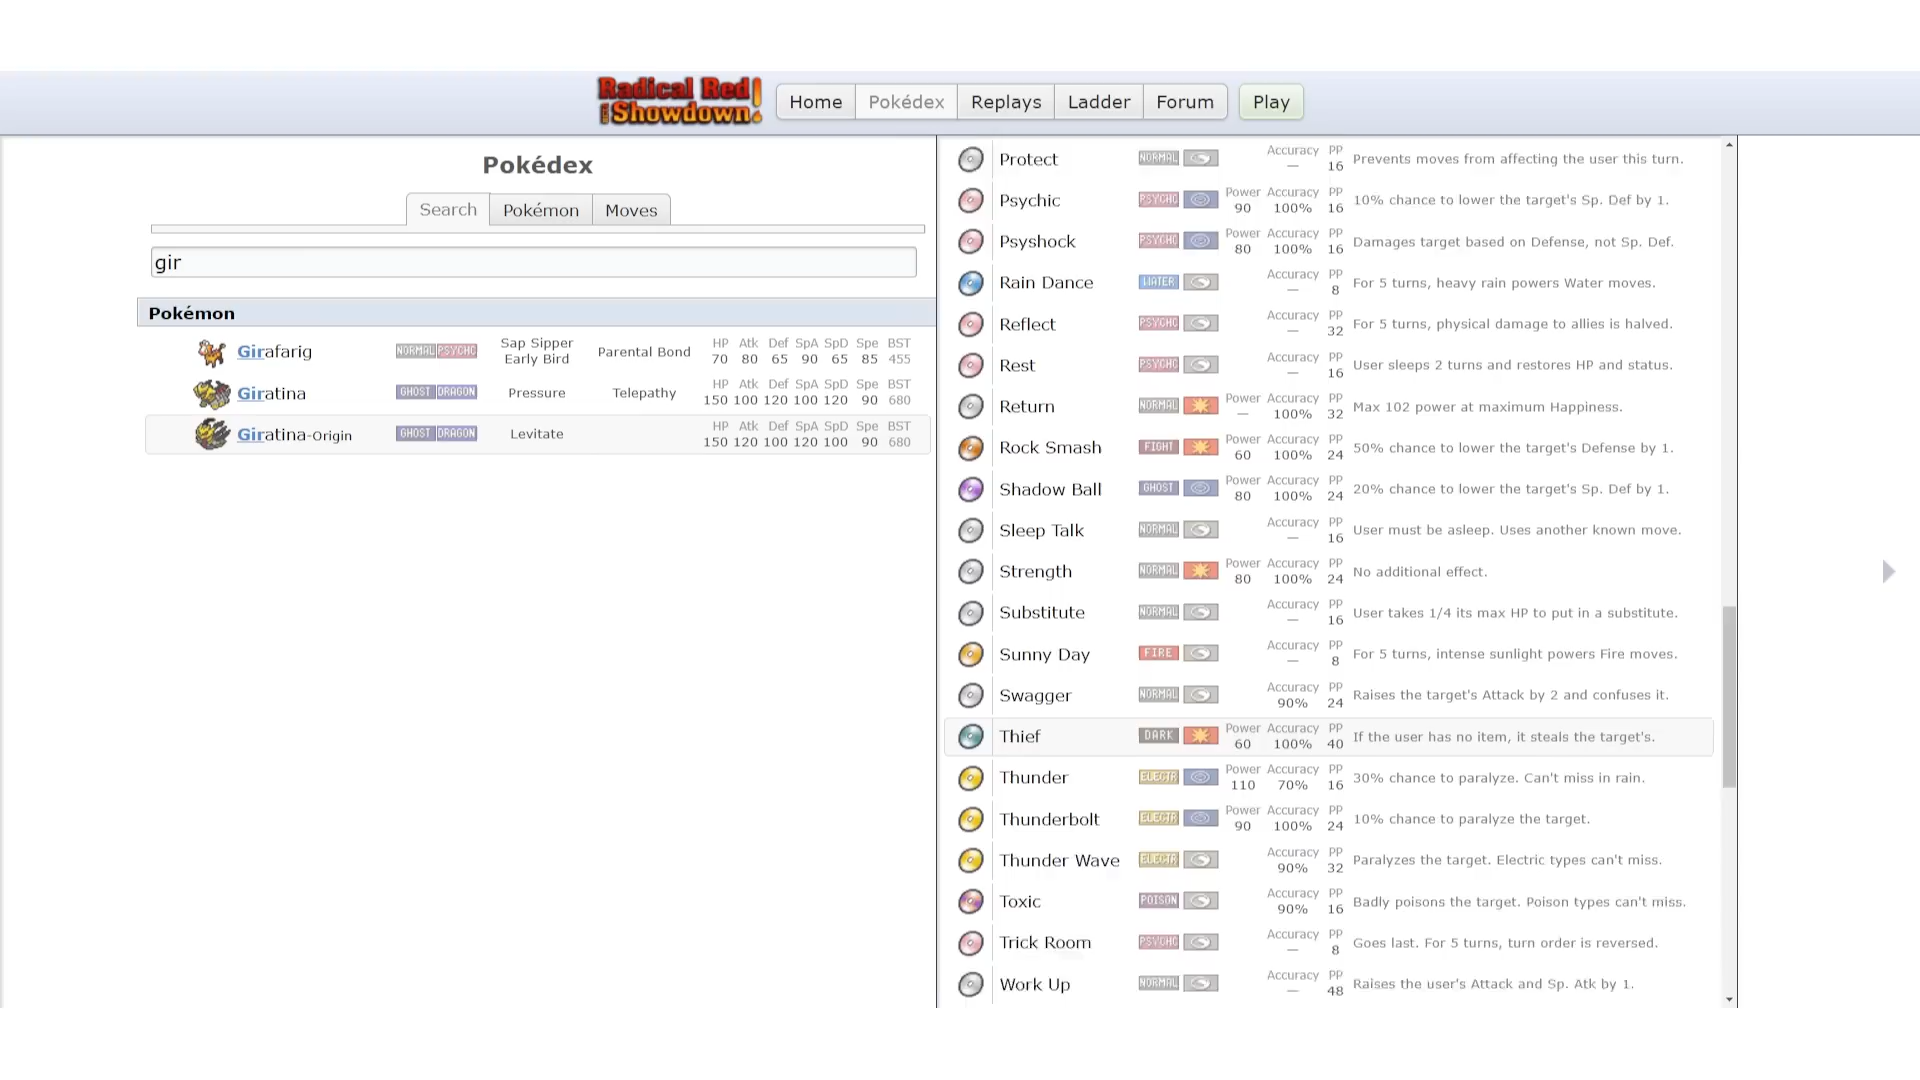 Radical Red
Showdown!
Home
Pokédex
Replays
Ladder
Forum
Play
Pokédex
Search
Pokémon
Moves
gir
Pokémon
Girafarig NORMAL PSYCHC Sap Sipper Early Bird Parental Bond HP 70 Atk 80 Def 65 SpA 90 SpD 65 Spe 85 BST 455
Giratina GHOST DRAGON Pressure Telepathy HP 150 Atk 100 Def 120 SpA 100 SpD 120 Spe 90 BST 680
Giratina-Origin GHOST DRAGON Levitate HP 150 Atk 120 Def 100 SpA 120 SpD 100 Spe 90 BST 680
Protect NORMAL Accuracy — PP 16 Prevents moves from affecting the user this turn.
Psychic PSYCHC Power 90 Accuracy 100% PP 16 10% chance to lower the target's Sp. Def by 1.
Psyshock PSYCHC Power 80 Accuracy 100% PP 16 Damages target based on Defense, not Sp. Def.
Rain Dance WATER Accuracy — PP 8 For 5 turns, heavy rain powers Water moves.
Reflect PSYCHC Accuracy — PP 32 For 5 turns, physical damage to allies is halved.
Rest PSYCHC Accuracy — PP 16 User sleeps 2 turns and restores HP and status.
Return NORMAL Power — Accuracy 100% PP 32 Max 102 power at maximum Happiness.
Rock Smash FIGHT Power 60 Accuracy 100% PP 24 50% chance to lower the target's Defense by 1.
Shadow Ball GHOST Power 80 Accuracy 100% PP 24 20% chance to lower the target's Sp. Def by 1.
Sleep Talk NORMAL Accuracy — PP 16 User must be asleep. Uses another known move.
Strength NORMAL Power 80 Accuracy 100% PP 24 No additional effect.
Substitute NORMAL Accuracy — PP 16 User takes 1/4 its max HP to put in a substitute.
Sunny Day FIRE Accuracy — PP 8 For 5 turns, intense sunlight powers Fire moves.
Swagger NORMAL Accuracy 90% PP 24 Raises the target's Attack by 2 and confuses it.
Thief DARK Power 60 Accuracy 100% PP 40 If the user has no item, it steals the target's.
Thunder ELECTR Power 110 Accuracy 70% PP 16 30% chance to paralyze. Can't miss in rain.
Thunderbolt ELECTR Power 90 Accuracy 100% PP 24 10% chance to paralyze the target.
Thunder Wave ELECTR Accuracy 90% PP 32 Paralyzes the target. Electric types can't miss.
Toxic POISON Accuracy 90% PP 16 Badly poisons the target. Poison types can't miss.
Trick Room PSYCHC Accuracy — PP 8 Goes last. For 5 turns, turn order is reversed.
Work Up NORMAL Accuracy — PP 48 Raises the user's Attack and Sp. Atk by 1.